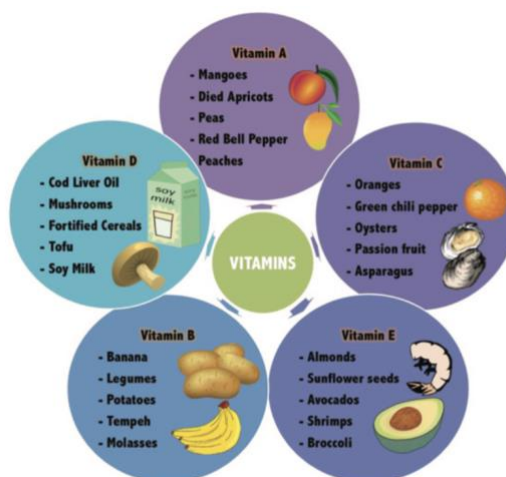 Vitamin A
- Mangoes
- Died Apricots
- Peas
- Red Bell Pepper
Peaches
Vitamin D
- Cod Liver Oil
- Mushrooms
- Fortified Cereals
- Tofu
- Soy Milk
soy
milk
Vitamin C
- Oranges
- Green chili pepper
- Oysters
- Passion fruit
- Asparagus
VITAMINS
Vitamin B
- Banana
- Legumes
- Potatoes
- Tempeh
- Molasses
Vitamin E
- Almonds
- Sunflower seeds
- Avocados
- Shrimps
- Broccoli